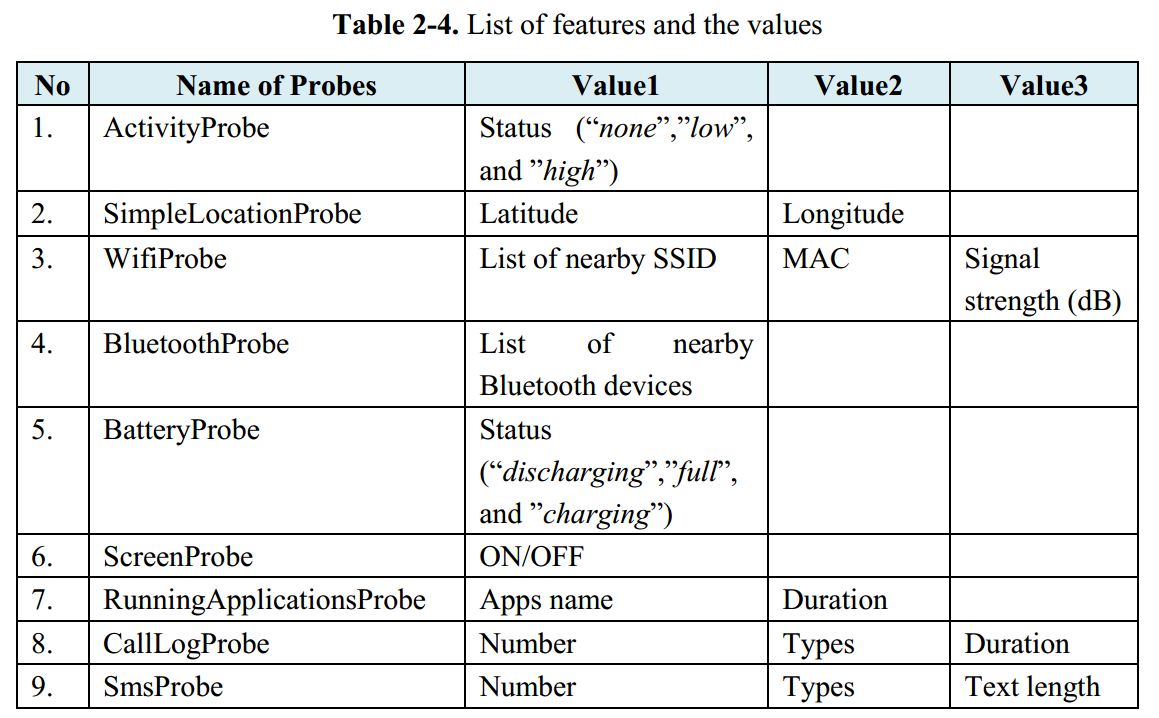 Table 2-4. List of features and the values
No Name of Probes Value1 Value2 Value3
1. ActivityProbe Status (“none”,”low”,
and ”high”)
2. SimpleLocationProbe Latitude Longitude
3. WifiProbe List of nearby SSID MAC Signal
strength (dB)
4. BluetoothProbe List of nearby
Bluetooth devices
5. BatteryProbe Status
(“discharging”,”full”,
and ”charging”)
6. ScreenProbe ON/OFF
7. RunningApplicationsProbe Apps name Duration
8. CallLogProbe Number Types Duration
9. SmsProbe Number Types Text length